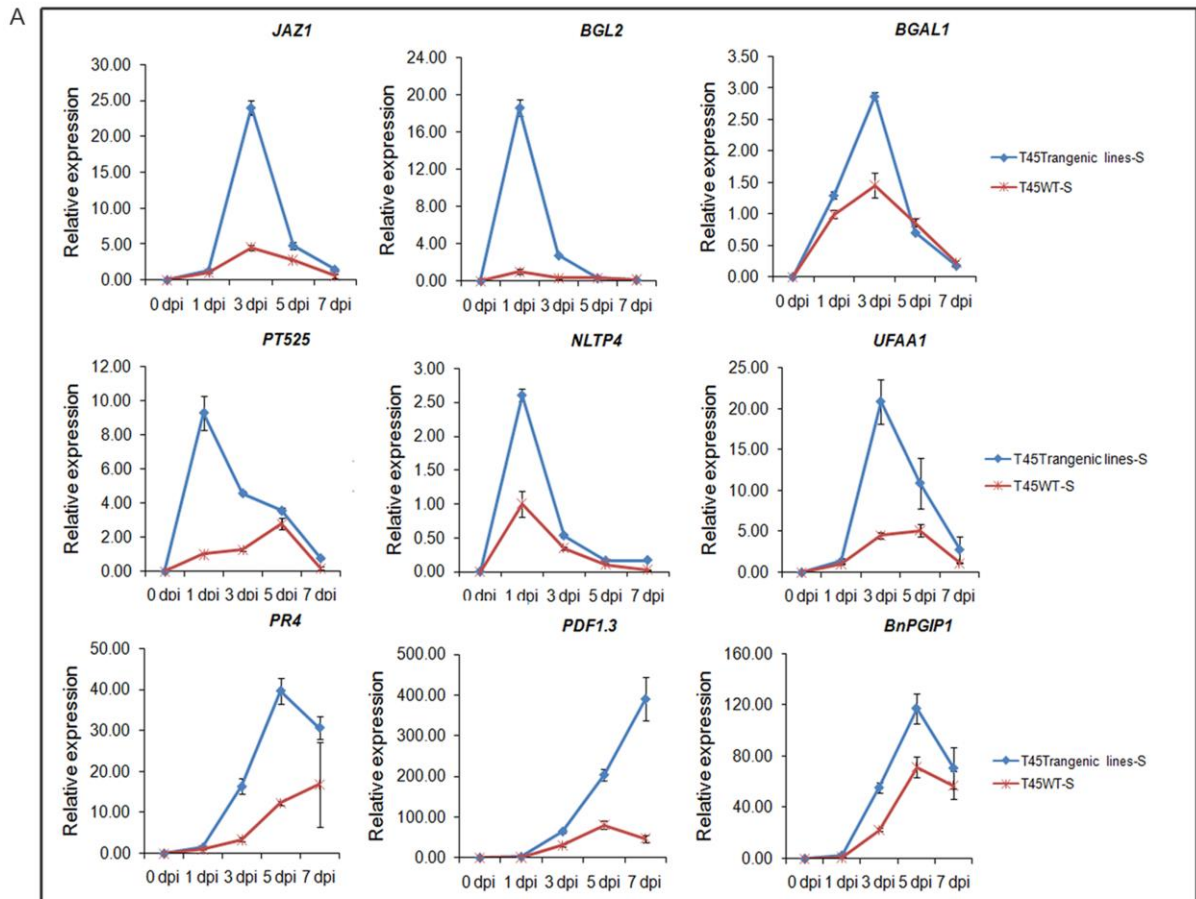 A
JAZ1
BGL2
BGAL1
Relative expression
30.00
25.00
20.00
15.00
10.00
5.00
0.00
0 dpi 1 dpi 3 dpi 5 dpi 7 dpi
Relative expression
24.00
20.00
16.00
12.00
8.00
4.00
0.00
0 dpi 1 dpi 3 dpi 5 dpi 7 dpi
Relative expression
3.50
3.00
2.50
2.00
1.50
1.00
0.50
0.00
0 dpi 1 dpi 3 dpi 5 dpi 7 dpi
T45Trangenic lines-S
T45WT-S
PT525
NLTP4
UFAA1
Relative expression
12.00
10.00
8.00
6.00
4.00
2.00
0.00
0 dpi 1 dpi 3 dpi 5 dpi 7 dpi
Relative expression
3.00
2.50
2.00
1.50
1.00
0.50
0.00
0 dpi 1 dpi 3 dpi 5 dpi 7 dpi
Relative expression
25.00
20.00
15.00
10.00
5.00
0.00
0 dpi 1 dpi 3 dpi 5 dpi 7 dpi
T45Trangenic lines-S
T45WT-S
PR4
PDF1.3
BnPGIP1
Relative expression
50.00
40.00
30.00
20.00
10.00
0.00
0 dpi 1 dpi 3 dpi 5 dpi 7 dpi
Relative expression
500.00
400.00
300.00
200.00
100.00
0.00
0 dpi 1 dpi 3 dpi 5 dpi 7 dpi
Relative expression
160.00
120.00
80.00
40.00
0.00
0 dpi 1 dpi 3 dpi 5 dpi 7 dpi
T45Trangenic lines-S
T45WT-S